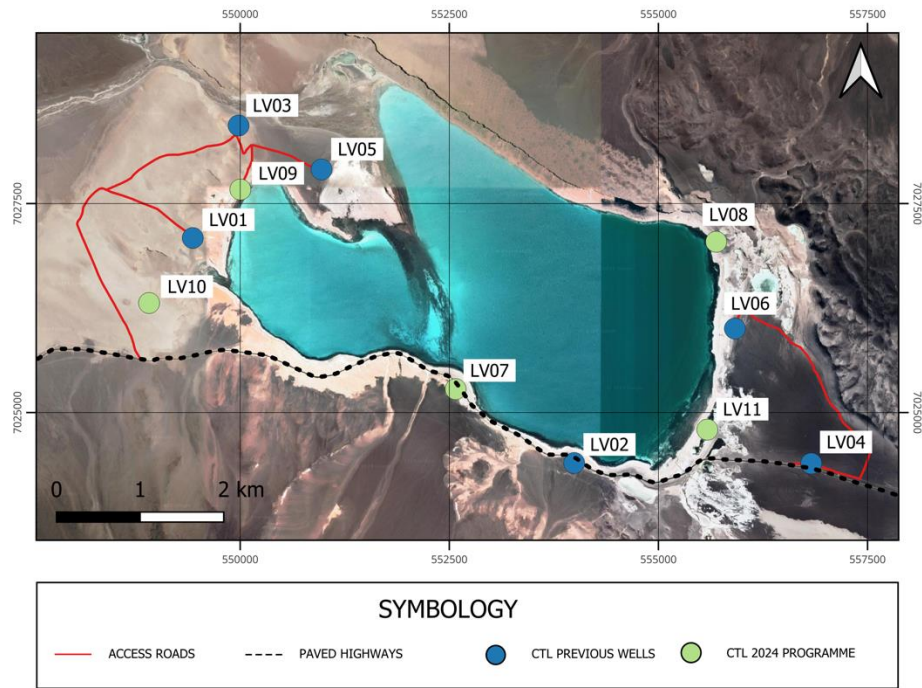 550000 552500 555000 557500
LV03
LV05
LV09
7027500 7027500
LV01
LV08
LV10
LV06
LV07
LV11
7025000 7025000
LV02
LV04
0 1 2 km
550000 552500 555000 557500
SYMBOLOGY
ACCESS ROADS PAVED HIGHWAYS CTL PREVIOUS WELLS CTL 2024 PROGRAMME